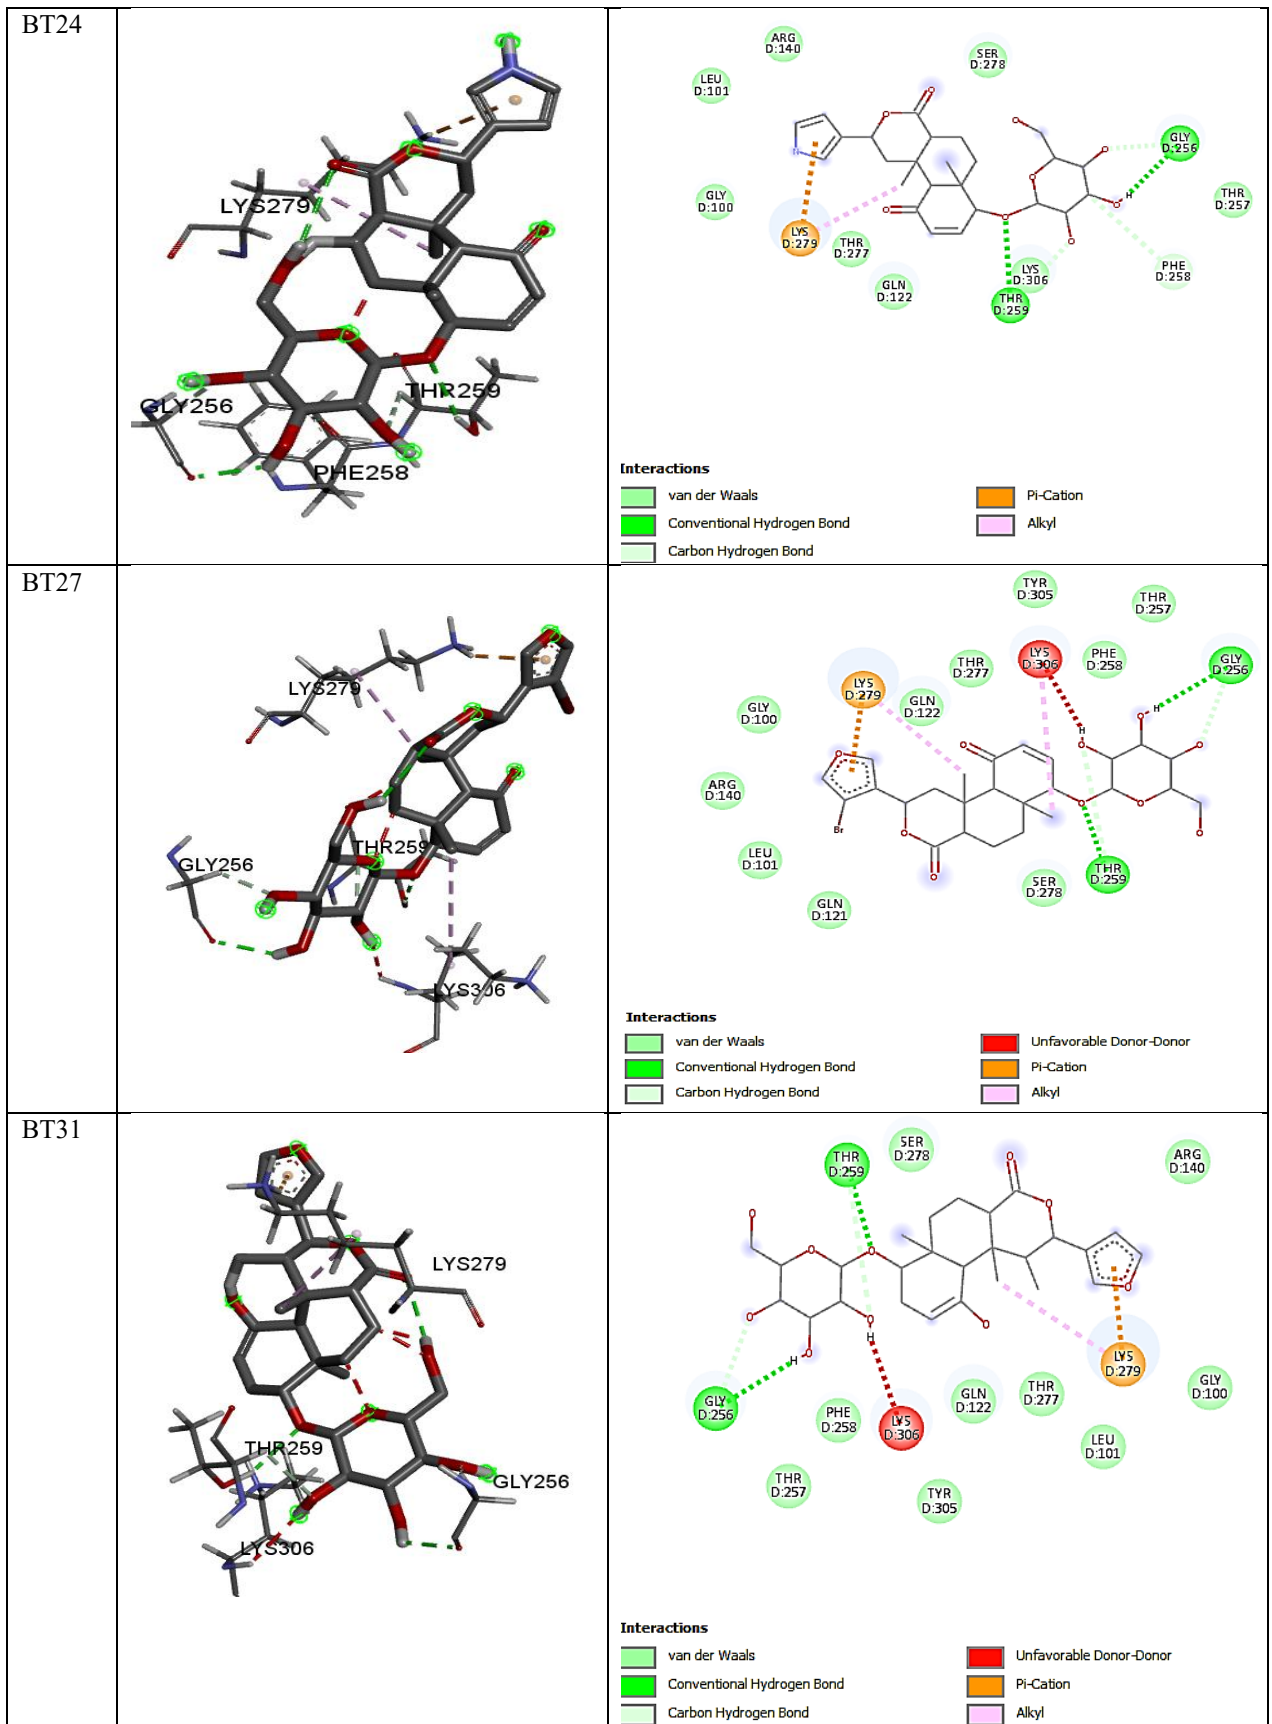 BT24
LYS279
THR259
GLY256
PHE258
ARG
D:140
SER
D:278
LEU
D:101
GLY
D:256
THR
D:257
GLY
D:100
LYS
D:279
THR
D:277
GLN
D:122
LYS
D:306
THR
D:259
PHE
D:258
O
O
O
O
O
O
O
O
O
O
H
N
Interactions
van der Waals
Conventional Hydrogen Bond
Carbon Hydrogen Bond
Pi-Cation
Alkyl
BT27
LYS279
THR259
GLY256
LYS306
TYR
D:305
THR
D:257
LYS
D:306
PHE
D:258
GLY
D:256
THR
D:277
LYS
D:279
GLN
D:122
GLY
D:100
ARG
D:140
LEU
D:101
GLN
D:121
SER
D:278
THR
D:259
H
H
O
O
O
O
O
O
O
O
O
O
Br
Interactions
van der Waals
Conventional Hydrogen Bond
Carbon Hydrogen Bond
Unfavorable Donor-Donor
Pi-Cation
Alkyl
BT31
LYS279
THR259
GLY256
LYS306
THR
D:259
SER
D:278
ARG
D:140
LYS
D:279
GLY
D:100
GLY
D:256
PHE
D:258
LYS
D:306
GLN
D:122
THR
D:277
LEU
D:101
THR
D:257
TYR
D:305
O
O
O
O
O
O
O
O
O
O
H
H
Interactions
van der Waals
Conventional Hydrogen Bond
Carbon Hydrogen Bond
Unfavorable Donor-Donor
Pi-Cation
Alkyl